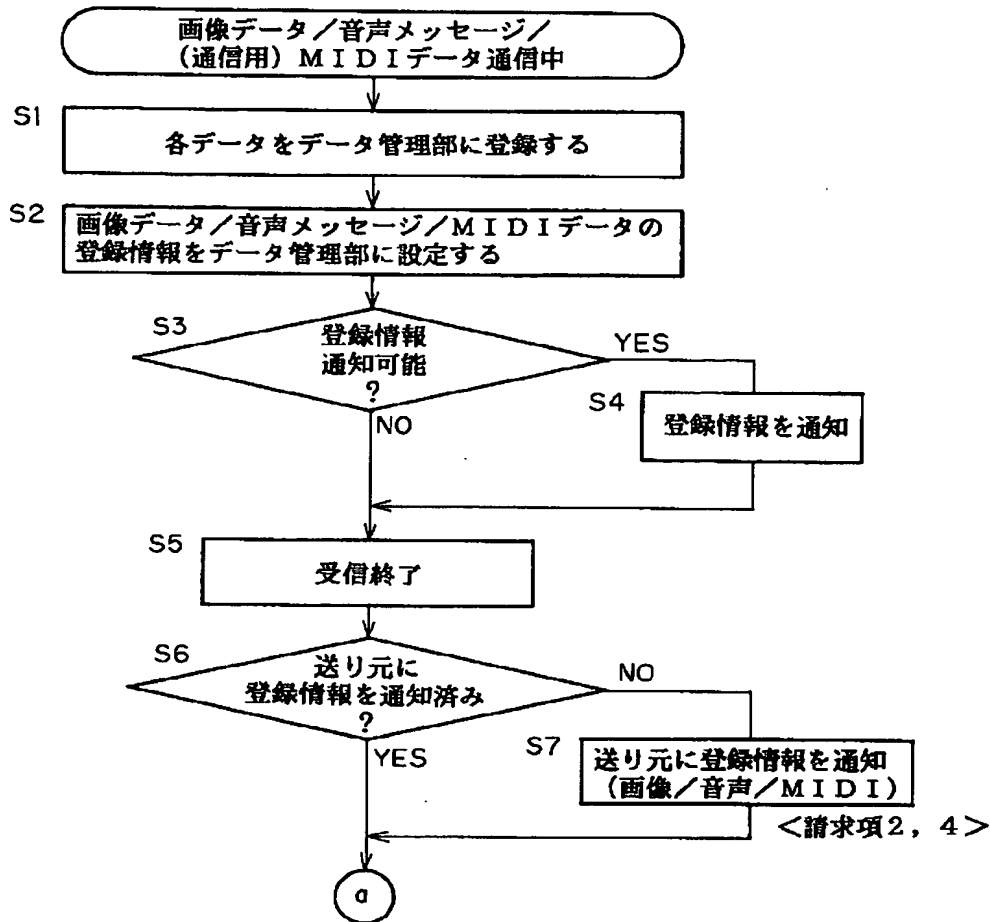 画像データ/音声メッセージ/
(通信用)MIDIデータ通信中
S1
各データをデータ管理部に登録する
S2
画像データ/音声メッセージ/MIDIデータの
登録情報をデータ管理部に設定する
S3
登録情報
通知可能
?
YES
NO
S4
登録情報を通知
S5
受信終了
S6
送り元に
登録情報を通知済み
?
NO
YES
S7
送り元に登録情報を通知
(画像/音声/MIDI)
<請求項2,4>
a